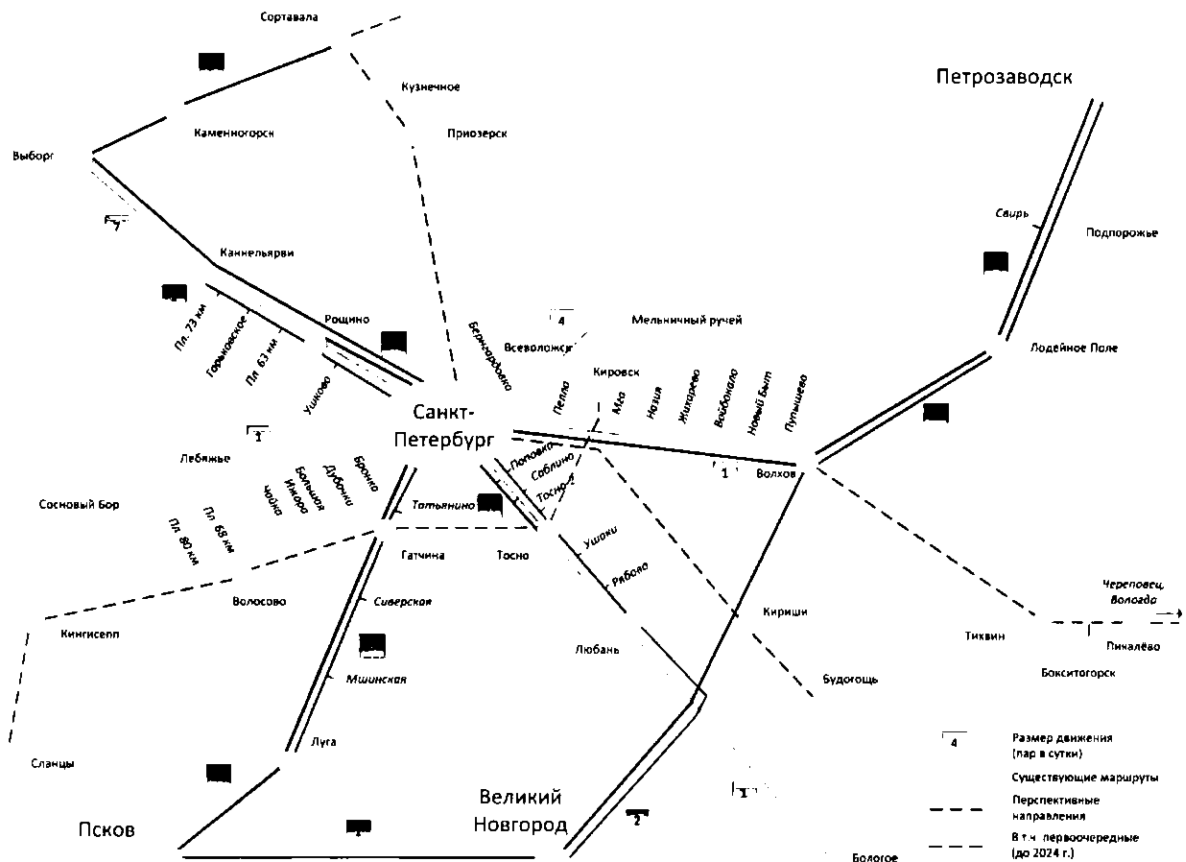 Сортавала
Петрозаводск
Кузнечное
Каменногорск
Приозерск
Выборг
Свирь
Подпорожье
7
Каннельярви
Пл. 73 км
Горьковское
Пл. 63 км
Рощино
Ушково
Бернгардовка
4
Мельничный ручей
Всеволожск
Лодейное Поле
Кировск
Пелла
Мга
Назия
Жихарево
Войбокало
Новый Быт
Пупышево
Санкт-
Петербург
1
Лебяжье
Поповка
Саблино
Тосно-2
1
Волхов
Сосновый Бор
Пл. 80 км
Пл. 68 км
Чайка
Большая
Ижора
Дубочки
Бронка
Татьянино
Гатчина
Тосно
Ушаки
Рябово
Волосово
Сиверская
Кириши
Череповец,
Вологда
Кингисепп
Любань
Тихвин
Пикалёво
Бокситогорск
Мшинская
Будогощь
Луга
Сланцы
4
Размер движения
(пар в сутки)
Существующие маршруты
Перспективные
направления
В т.ч. первоочередные
(до 2024 г.)
Псков
Великий
Новгород
2
Бологое